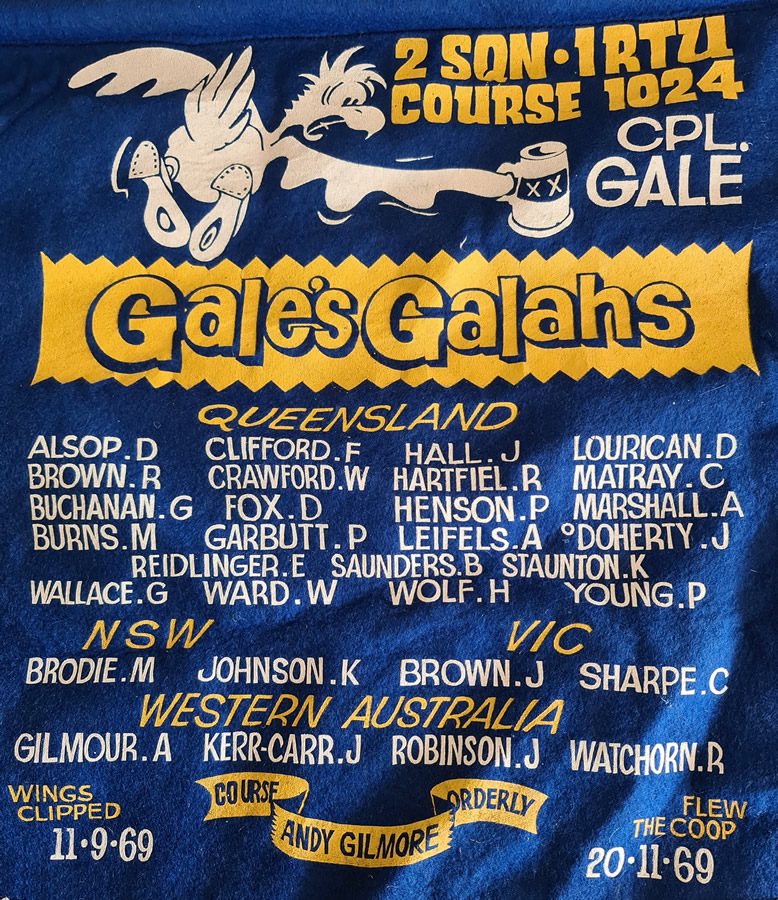 2 SQN·1 RTU
COURSE 1024
CPL.
GALE
XX
Gale's Galahs
QUEENSLAND
ALSOP.D CLIFFORD.F HALL.J LOURICAN.D
BROWN.R CRAWFORD.W HARTFIEL.R MATRAY.C
BUCHANAN.G FOX.D HENSON.P MARSHALL.A
BURNS.M GARBUTT.P LEIFELS.A O'DOHERTY.J
REIDLINGER.E SAUNDERS.B STAUNTON.K
WALLACE.G WARD.W WOLF.H YOUNG.P
NSW VIC
BRODIE.M JOHNSON.K BROWN.J SHARPE.C
WESTERN AUSTRALIA
GILMOUR.A KERR-CARR.J ROBINSON.J WATCHORN.R
WINGS
CLIPPED
11·9·69
COURSE ORDERLY
ANDY GILMORE
FLEW
THE COOP
20·11·69